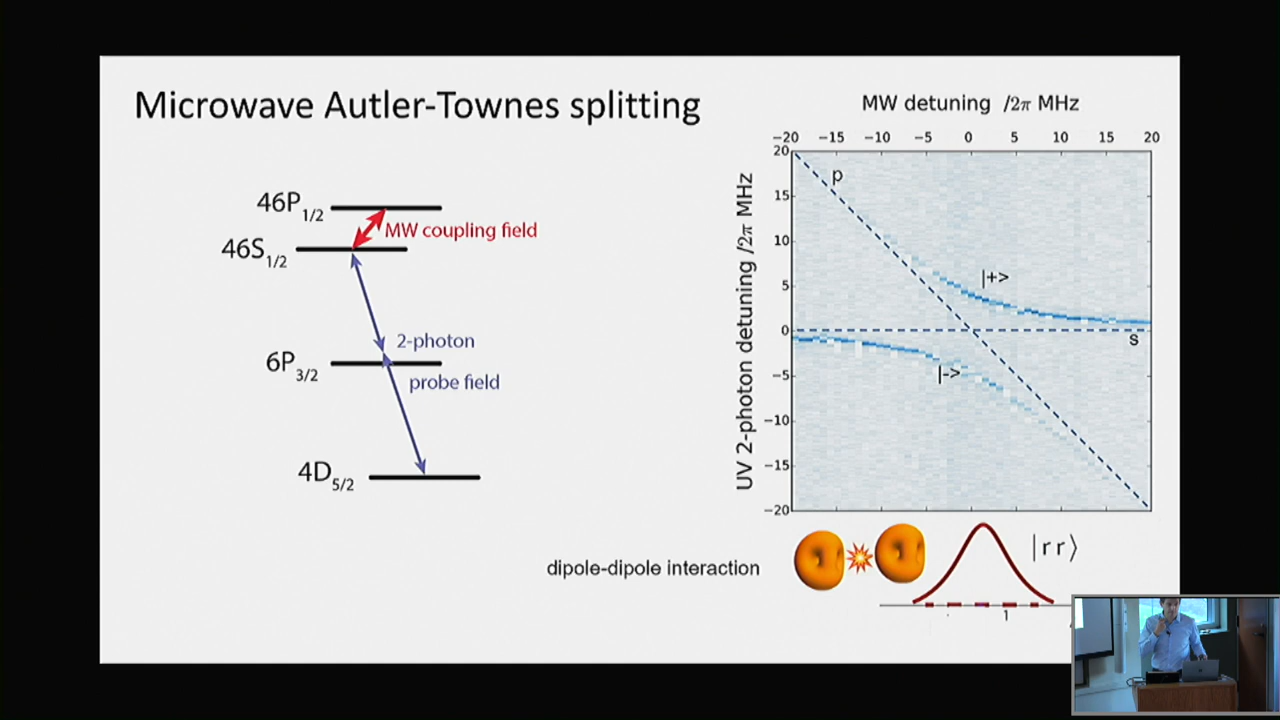 Microwave Autler-Townes splitting
46P1/2
MW coupling field
46S1/2
2-photon
6P3/2
probe field
4D5/2
MW detuning /2π MHz
−20 −15 −10 −5 0 5 10 15 20
UV 2-photon detuning /2π MHz
20
15
10
5
0
−5
−10
−15
−20
p
|+>
s
|->
dipole-dipole interaction
|r r⟩
1